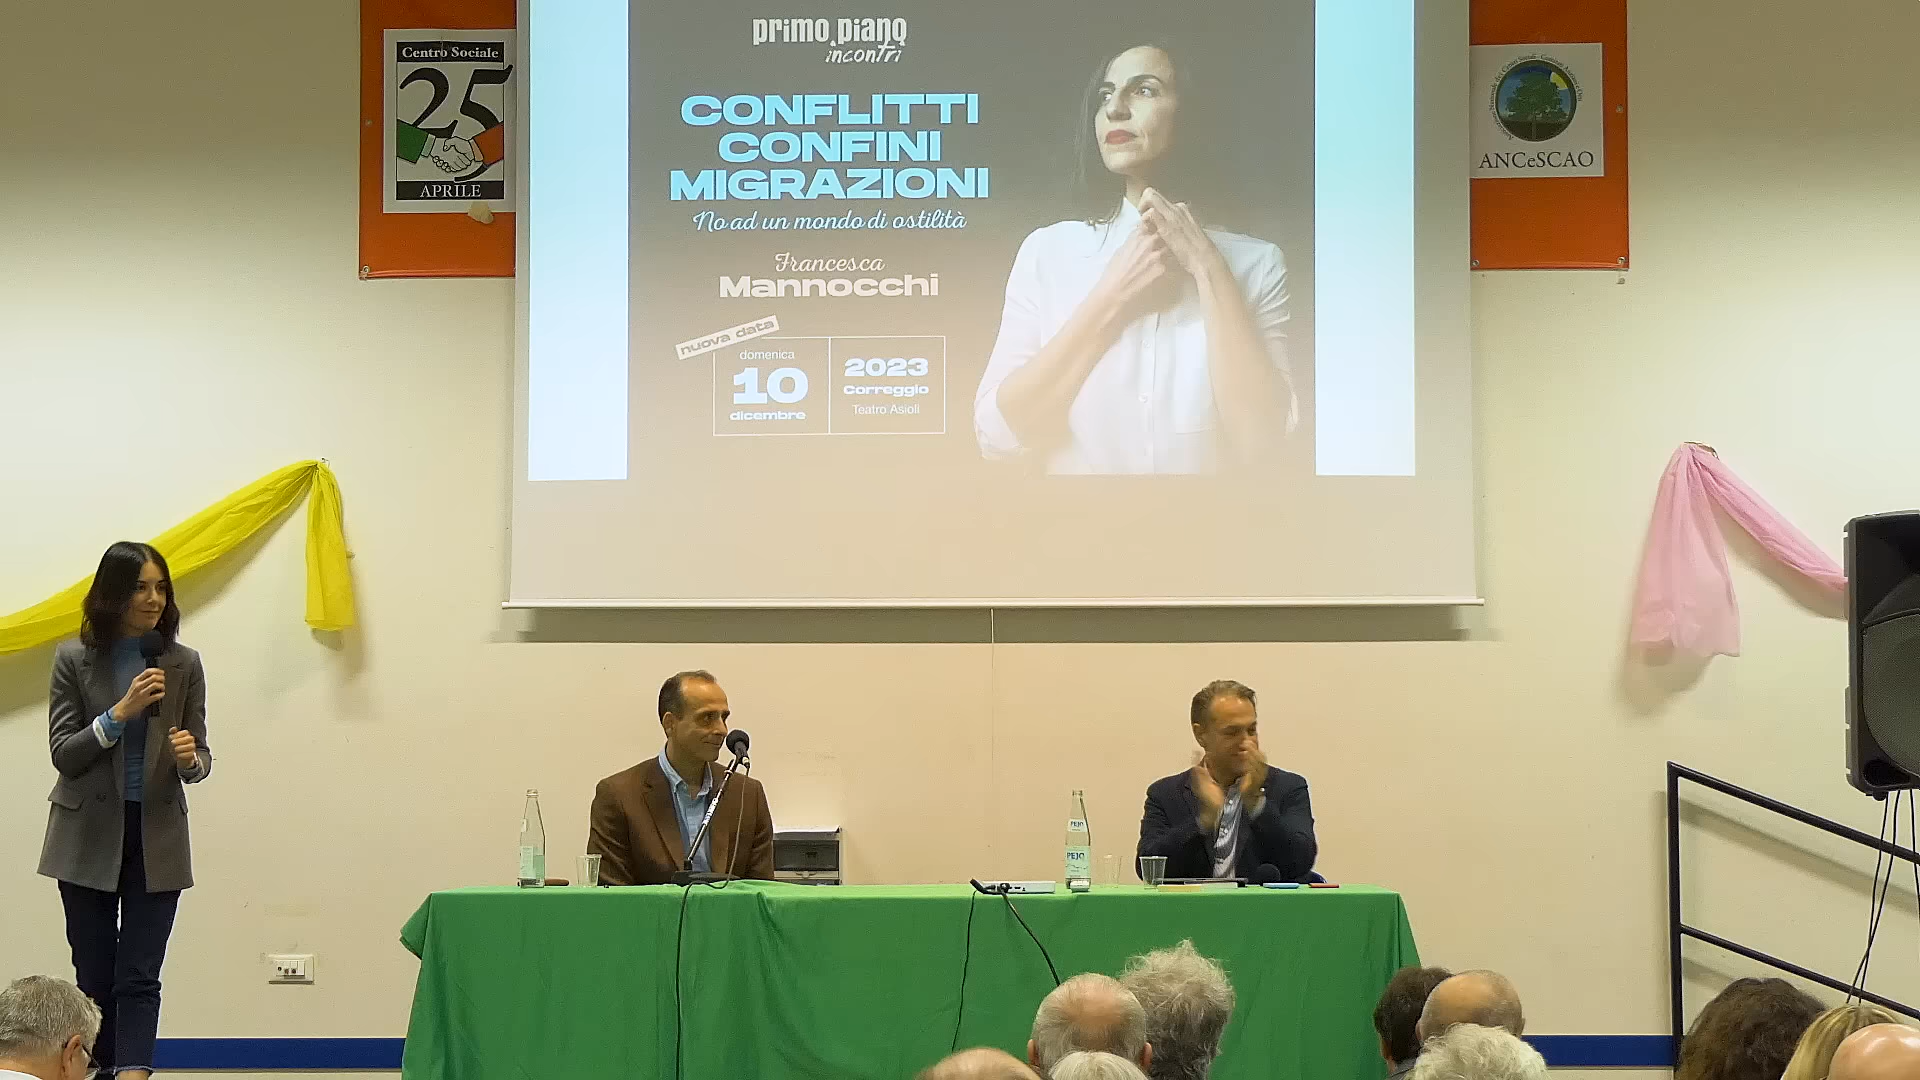 Centro Sociale
25
APRILE
primo piano
incontri
CONFLITTI
CONFINI
MIGRAZIONI
No ad un mondo di ostilità
Francesca
Mannocchi
nuova data
domenica
10
dicembre
2023
Correggio
Teatro Asioli
ANCeSCAO
PEJO
PEJO